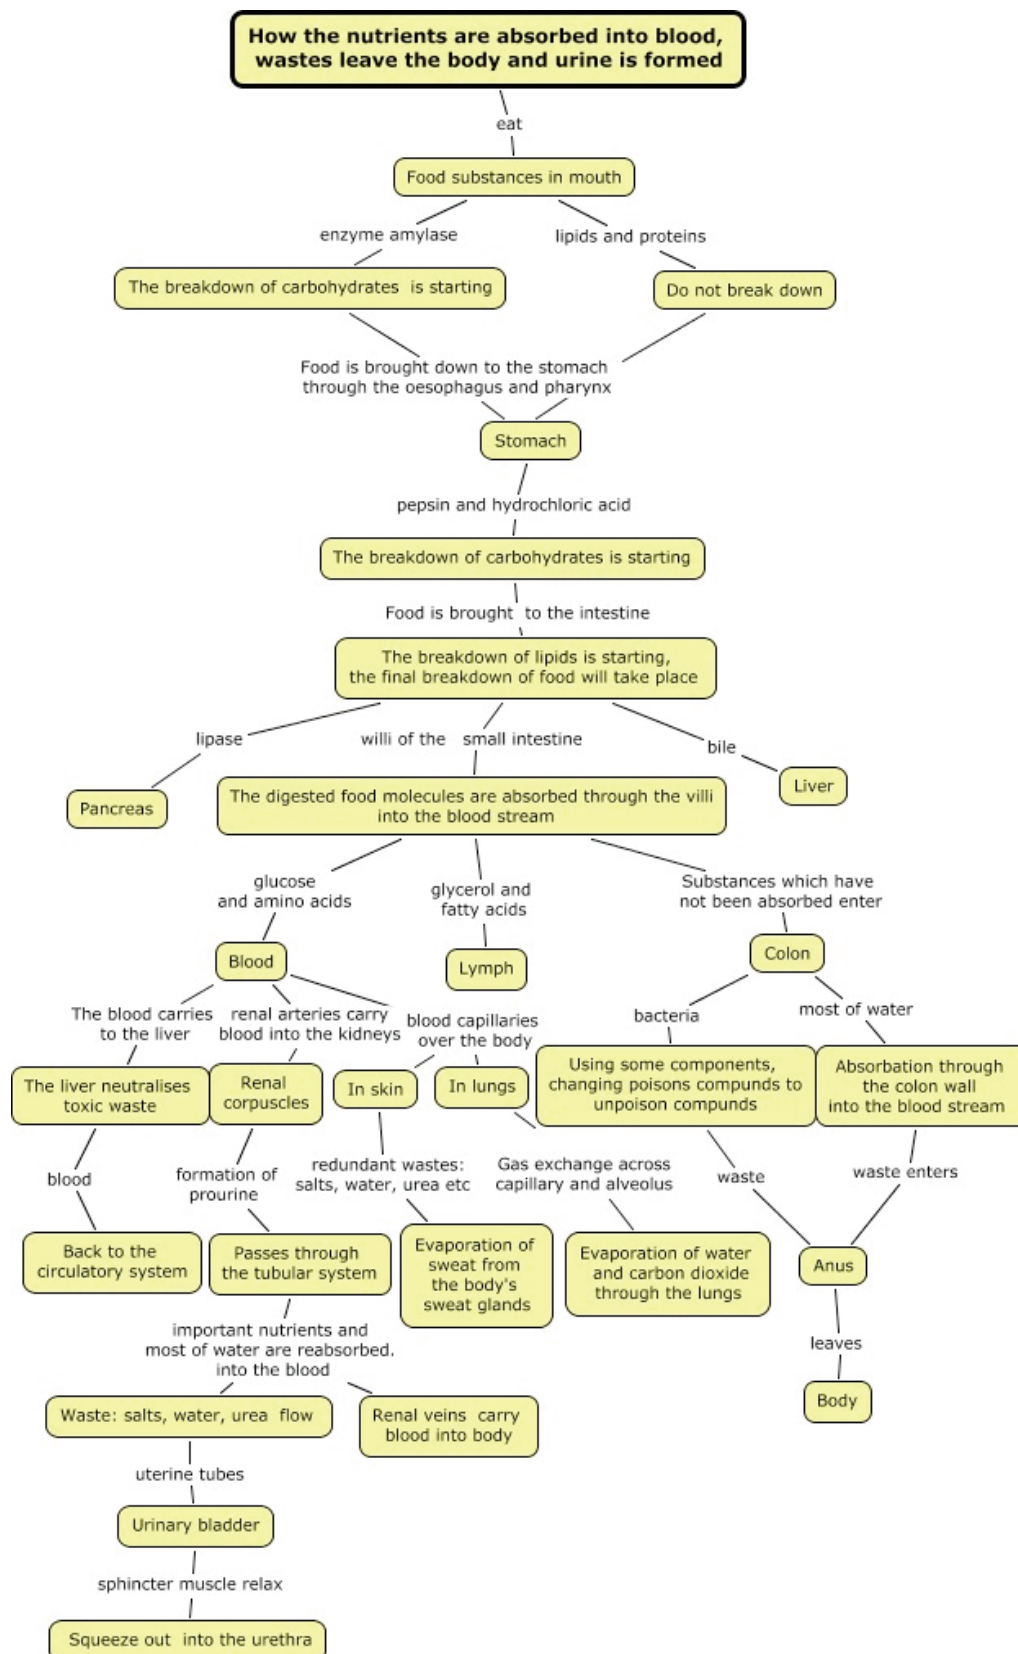 How the nutrients are absorbed into blood,
wastes leave the body and urine is formed
eat
Food substances in mouth
enzyme amylase
lipids and proteins
The breakdown of carbohydrates is starting
Do not break down
Food is brought down to the stomach
through the oesophagus and pharynx
Stomach
pepsin and hydrochloric acid
The breakdown of carbohydrates is starting
Food is brought to the intestine
The breakdown of lipids is starting,
the final breakdown of food will take place
lipase
willi of the small intestine
bile
Pancreas
The digested food molecules are absorbed through the villi
into the blood stream
Liver
glucose
and amino acids
glycerol and
fatty acids
Substances which have
not been absorbed enter
Blood
Lymph
Colon
The blood carries
to the liver
renal arteries carry
blood into the kidneys
blood capillaries
over the body
bacteria
most of water
The liver neutralises
toxic waste
Renal
corpuscles
In skin
In lungs
Using some components,
changing poisons compunds to
unpoison compunds
Absorbation through
the colon wall
into the blood stream
blood
formation of
prourine
redundant wastes:
salts, water, urea etc
Gas exchange across
capillary and alveolus
waste
waste enters
Back to the
circulatory system
Passes through
the tubular system
Evaporation of
sweat from
the body's
sweat glands
Evaporation of water
and carbon dioxide
through the lungs
Anus
important nutrients and
most of water are reabsorbed.
into the blood
leaves
Waste: salts, water, urea flow
Renal veins carry
blood into body
Body
uterine tubes
Urinary bladder
sphincter muscle relax
Squeeze out into the urethra